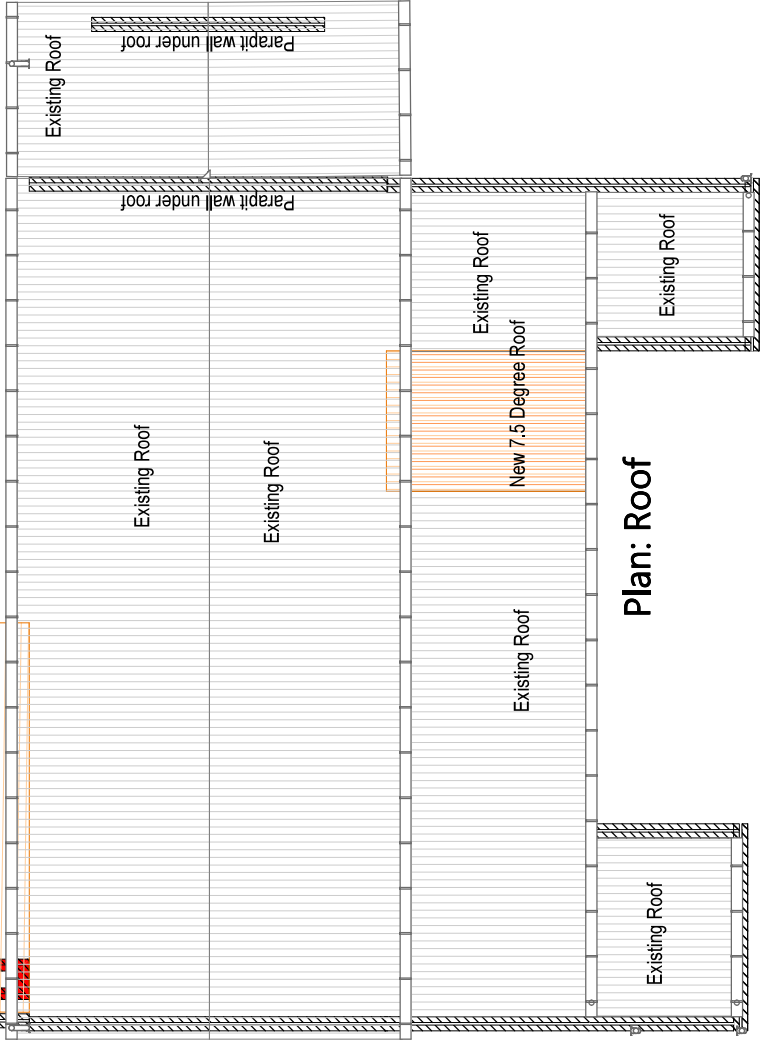 Existing Roof
Parapit wall under roof
Parapit wall under roof
Existing Roof
Existing Roof
New 7.5 Degree Roof
Existing Roof
Existing Roof
Existing Roof
Plan: Roof
Existing Roof